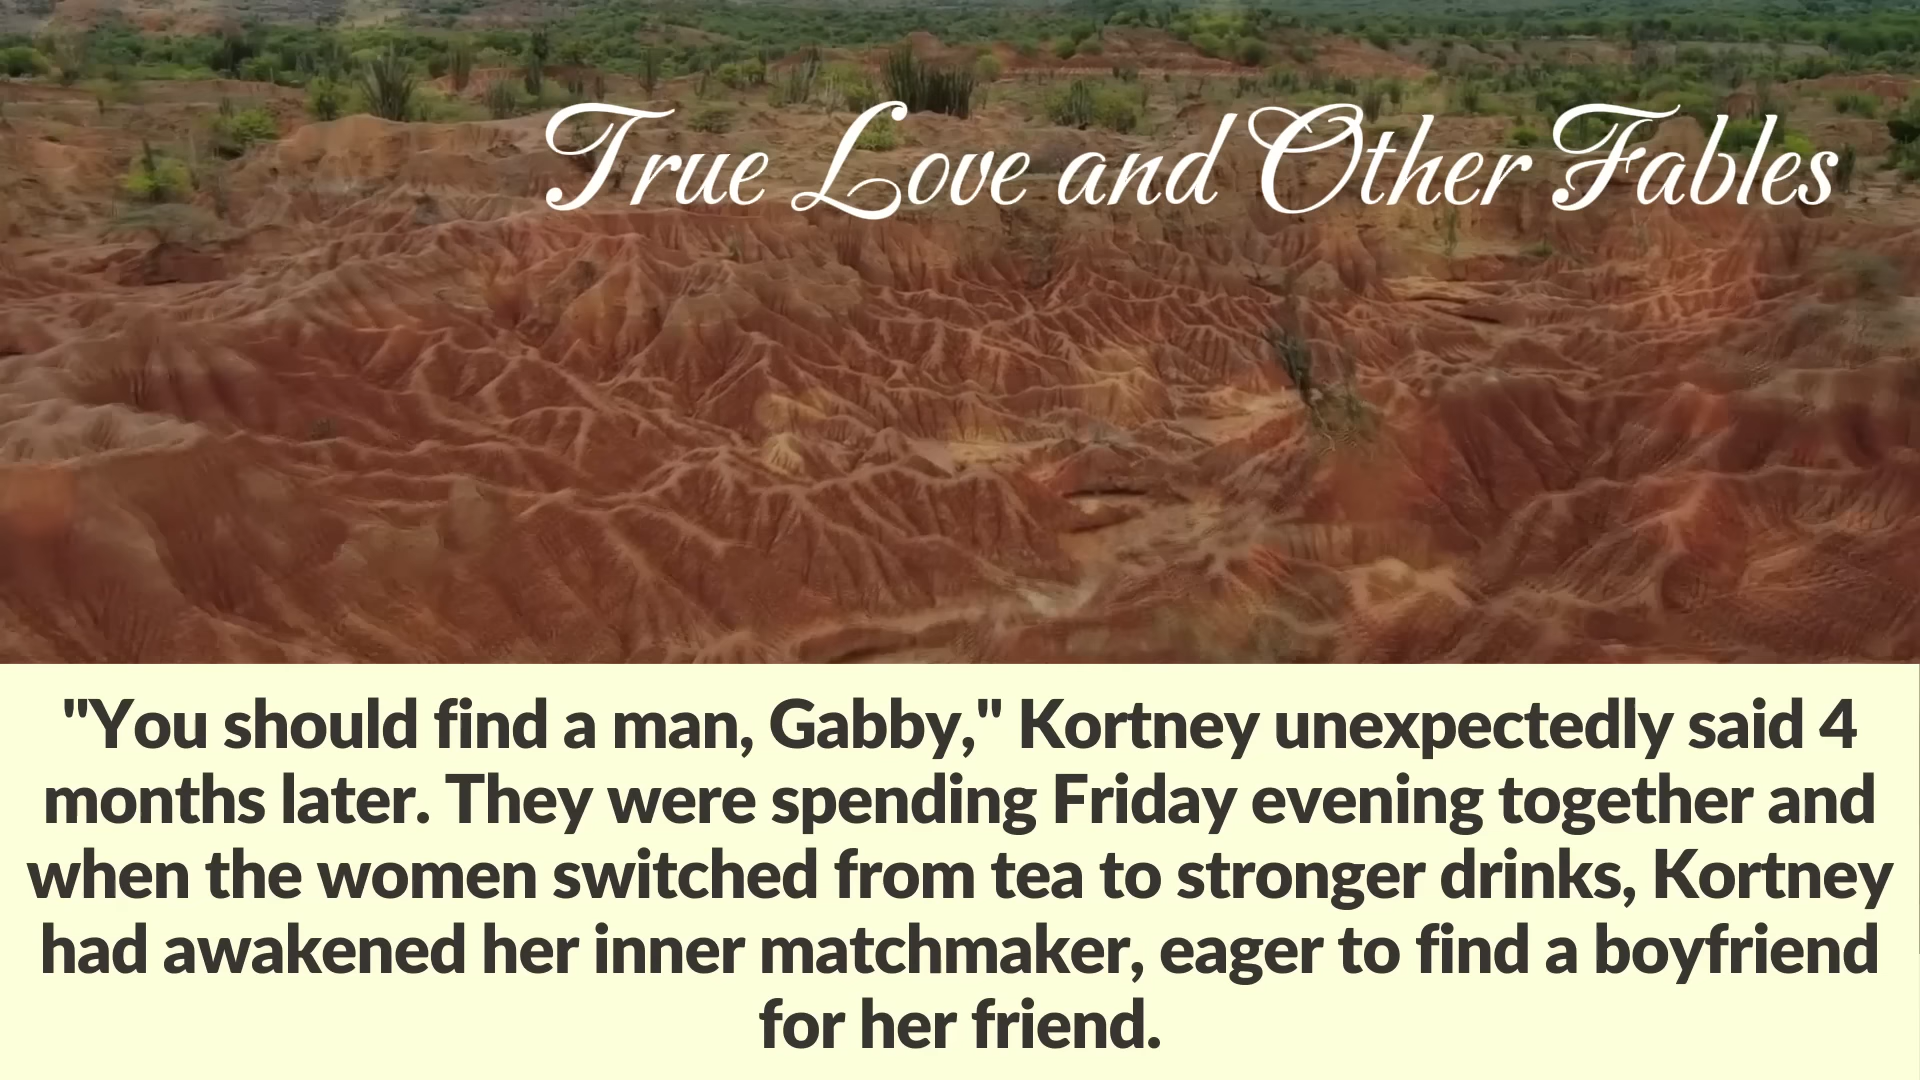 True Love and Other Fables
"You should find a man, Gabby," Kortney unexpectedly said 4
months later. They were spending Friday evening together and
when the women switched from tea to stronger drinks, Kortney
had awakened her inner matchmaker, eager to find a boyfriend
for her friend.